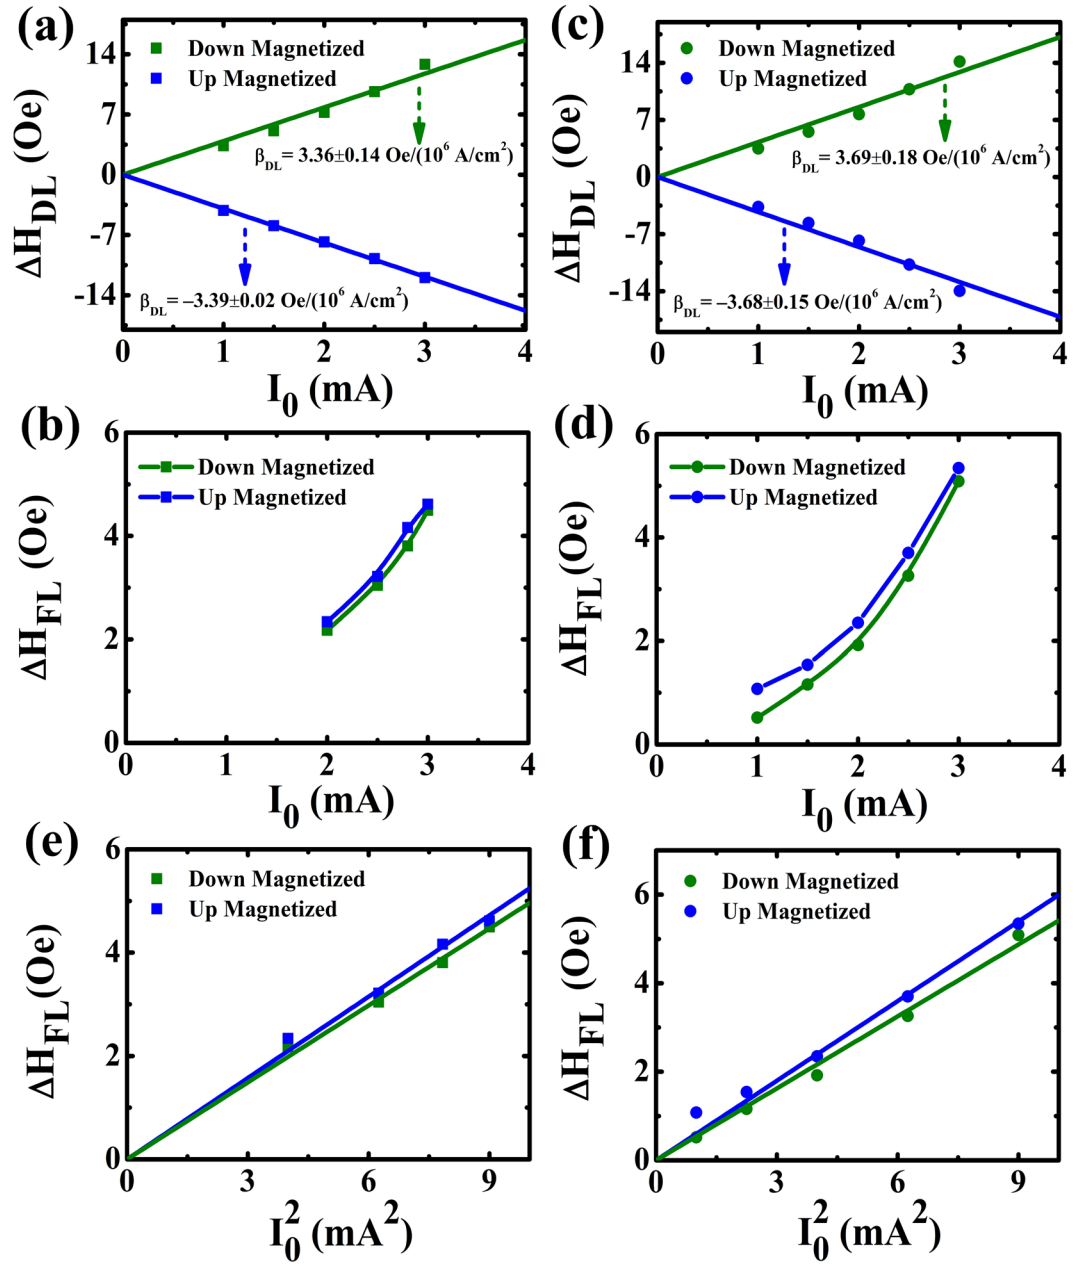 (a)
ΔH_DL (Oe)
14
7
0
-7
-14
Down Magnetized
Up Magnetized
β_DL = 3.36±0.14 Oe/(10^6 A/cm^2)
β_DL = −3.39±0.02 Oe/(10^6 A/cm^2)
0 1 2 3 4
I_0 (mA)
(c)
ΔH_DL (Oe)
14
7
0
-7
-14
Down Magnetized
Up Magnetized
β_DL = 3.69±0.18 Oe/(10^6 A/cm^2)
β_DL = −3.68±0.15 Oe/(10^6 A/cm^2)
0 1 2 3 4
I_0 (mA)
(b)
ΔH_FL (Oe)
6
4
2
0
Down Magnetized
Up Magnetized
0 1 2 3 4
I_0 (mA)
(d)
ΔH_FL (Oe)
6
4
2
0
Down Magnetized
Up Magnetized
0 1 2 3 4
I_0 (mA)
(e)
ΔH_FL (Oe)
6
4
2
0
Down Magnetized
Up Magnetized
0 3 6 9
I_0^2 (mA^2)
(f)
ΔH_FL (Oe)
6
4
2
0
Down Magnetized
Up Magnetized
0 3 6 9
I_0^2 (mA^2)